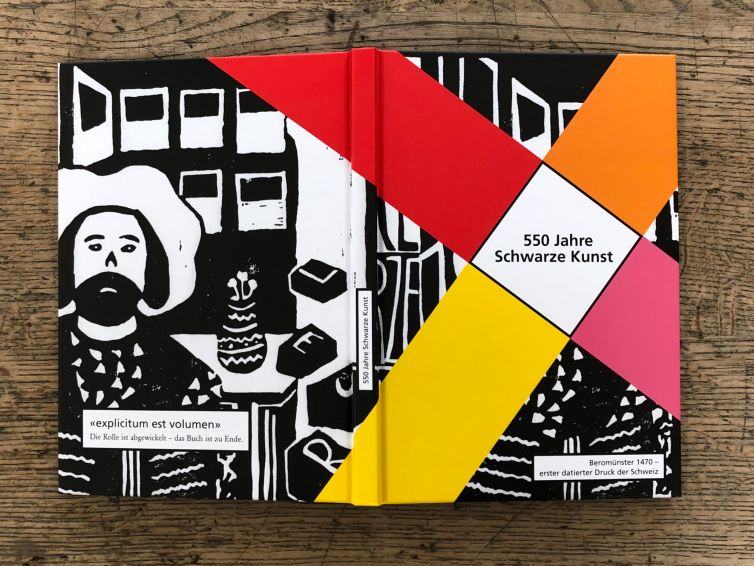 550 Jahre
Schwarze Kunst
Beromünster 1470 –
erster datierter Druck der Schweiz
550 Jahre Schwarze Kunst
«explicitum est volumen»
Die Rolle ist abgewickelt – das Buch ist zu Ende.
E
R